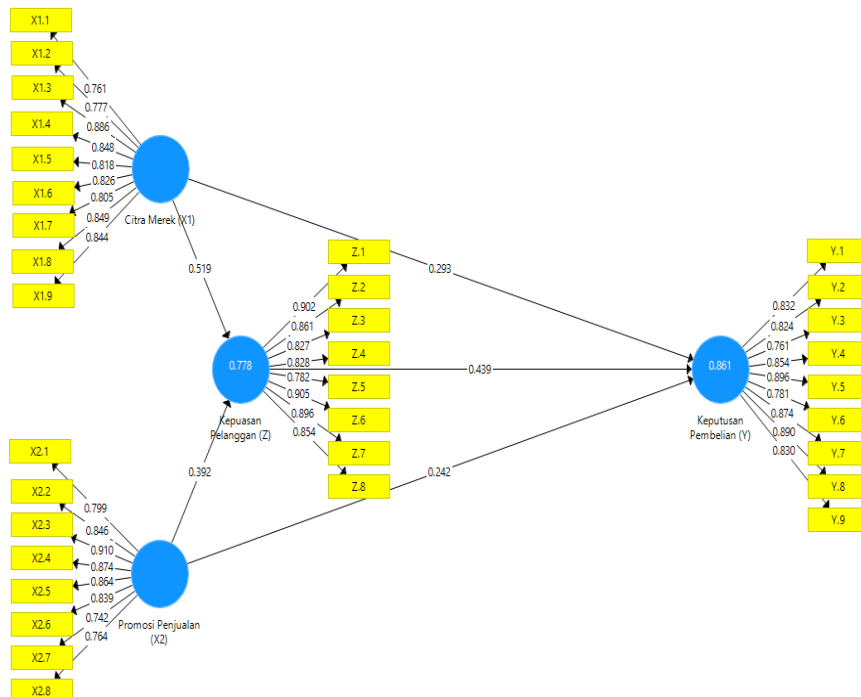 X1.1
X1.2
X1.3
X1.4
X1.5
X1.6
X1.7
X1.8
X1.9
0.761
0.777
0.886
0.848
0.818
0.826
0.805
0.849
0.844
Citra Merek (X1)
0.519
0.293
Z.1
Z.2
Z.3
Z.4
Z.5
Z.6
Z.7
Z.8
0.902
0.861
0.827
0.828
0.782
0.905
0.896
0.854
0.778
Kepuasan
Pelanggan (Z)
0.439
0.392
0.242
Y.1
Y.2
Y.3
Y.4
Y.5
Y.6
Y.7
Y.8
Y.9
0.832
0.824
0.761
0.854
0.896
0.781
0.874
0.890
0.830
0.861
Keputusan
Pembelian (Y)
X2.1
X2.2
X2.3
X2.4
X2.5
X2.6
X2.7
X2.8
0.799
0.846
0.910
0.874
0.864
0.839
0.742
0.764
Promosi Penjualan
(X2)